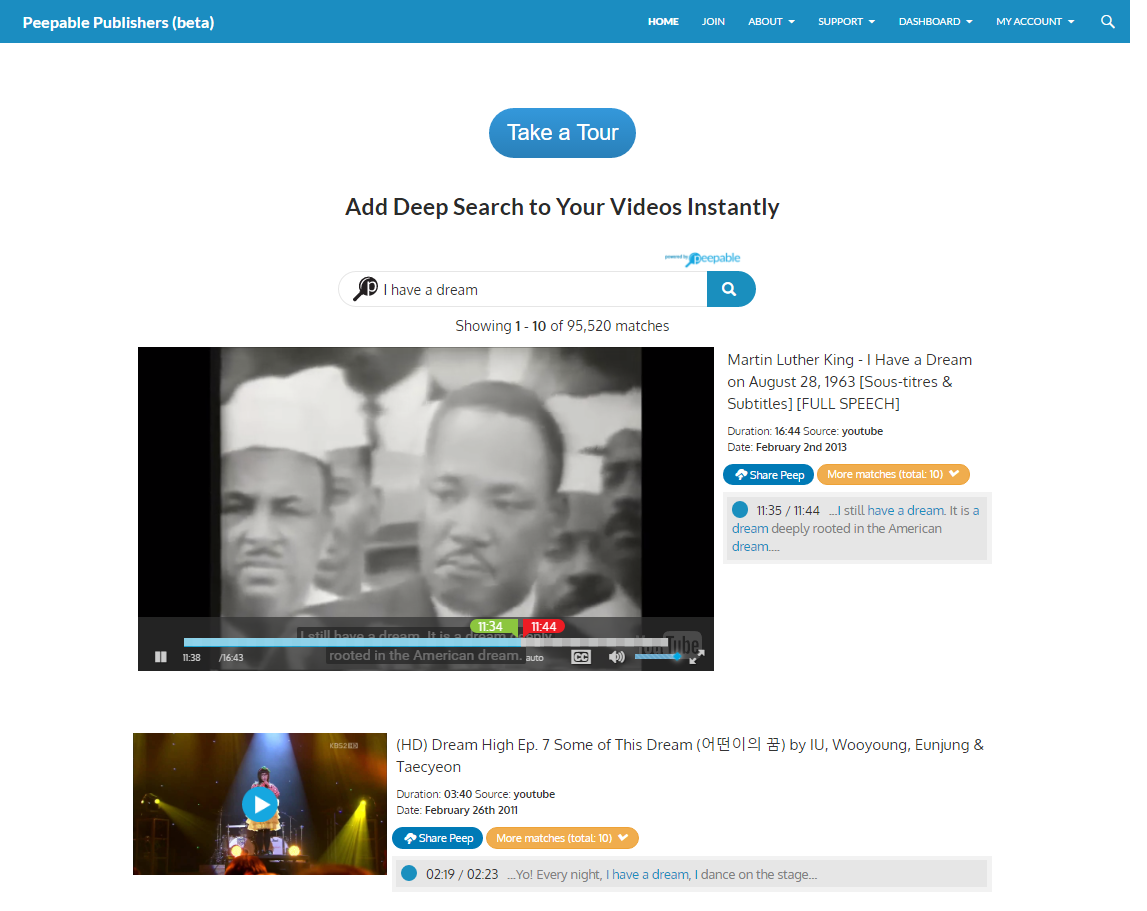 Peepable Publishers (beta)
HOME JOIN ABOUT SUPPORT DASHBOARD MY ACCOUNT
Take a Tour
Add Deep Search to Your Videos Instantly
powered by peepable
I have a dream
Showing 1 - 10 of 95,520 matches
Martin Luther King - I Have a Dream
on August 28, 1963 [Sous-titres &
Subtitles] [FULL SPEECH]
Duration: 16:44 Source: youtube
Date: February 2nd 2013
Share Peep More matches (total: 10)
11:35 / 11:44 ...I still have a dream. It is a
dream deeply rooted in the American
dream....
11:34 11:44
I still have a dream. It is a dream deeply
rooted in the American dream.
YouTube
11:38 /16:43 auto CC
KBS2
(HD) Dream High Ep. 7 Some of This Dream (어떤이의 꿈) by IU, Wooyoung, Eunjung &
Taecyeon
Duration: 03:40 Source: youtube
Date: February 26th 2011
Share Peep More matches (total: 10)
02:19 / 02:23 ...Yo! Every night, I have a dream, I dance on the stage...